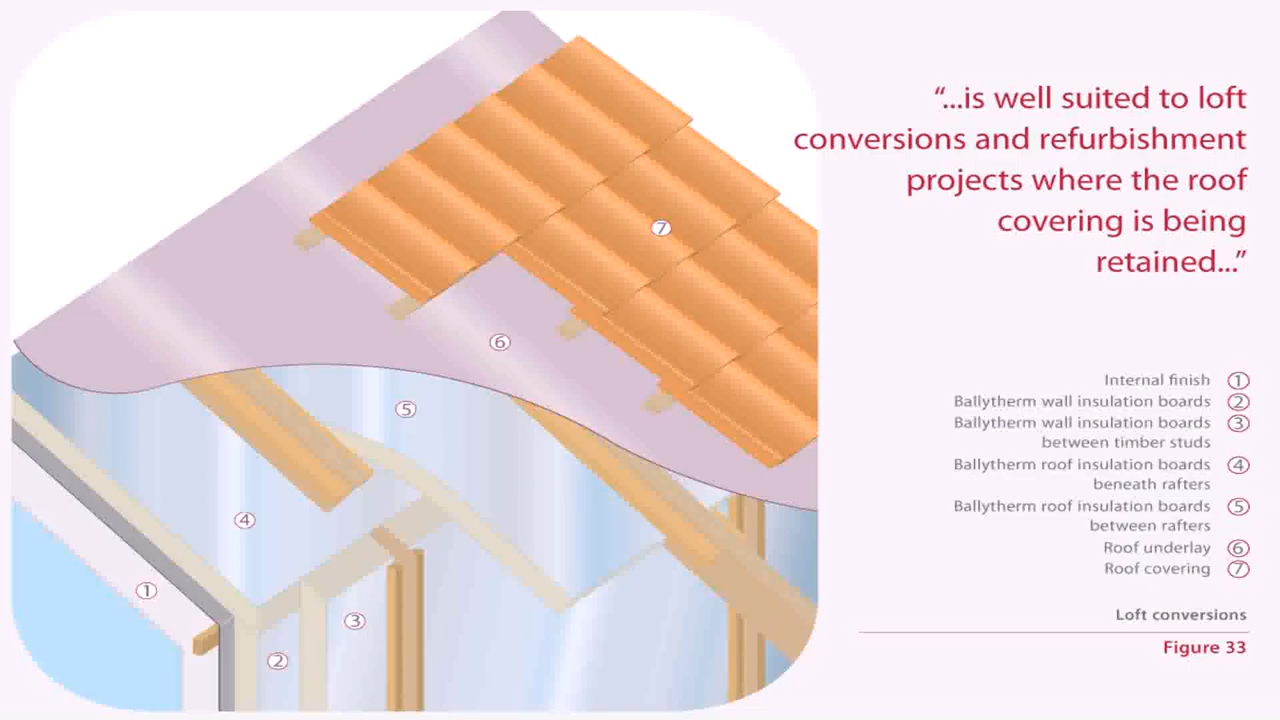 “...is well suited to loft
conversions and refurbishment
projects where the roof
covering is being
retained...”
Internal finish 1
Ballytherm wall insulation boards 2
Ballytherm wall insulation boards 3
between timber studs
Ballytherm roof insulation boards 4
beneath rafters
Ballytherm roof insulation boards 5
between rafters
Roof underlay 6
Roof covering 7
Loft conversions
Figure 33
7
6
5
4
1
3
2